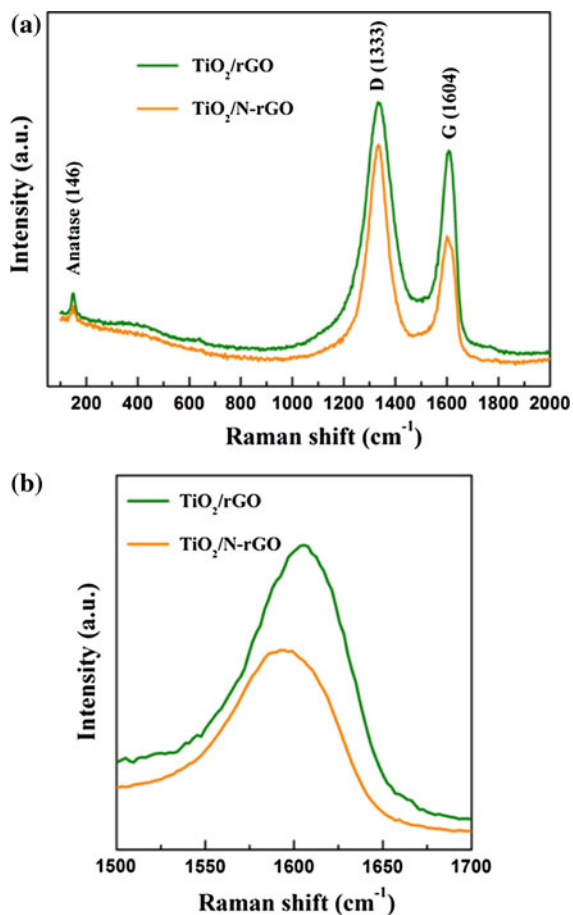 (a)
TiO2/rGO
TiO2/N-rGO
Anatase (146)
D (1333)
G (1604)
Intensity (a.u.)
0 200 400 600 800 1000 1200 1400 1600 1800 2000
Raman shift (cm-1)
(b)
TiO2/rGO
TiO2/N-rGO
Intensity (a.u.)
1500 1550 1600 1650 1700
Raman shift (cm-1)